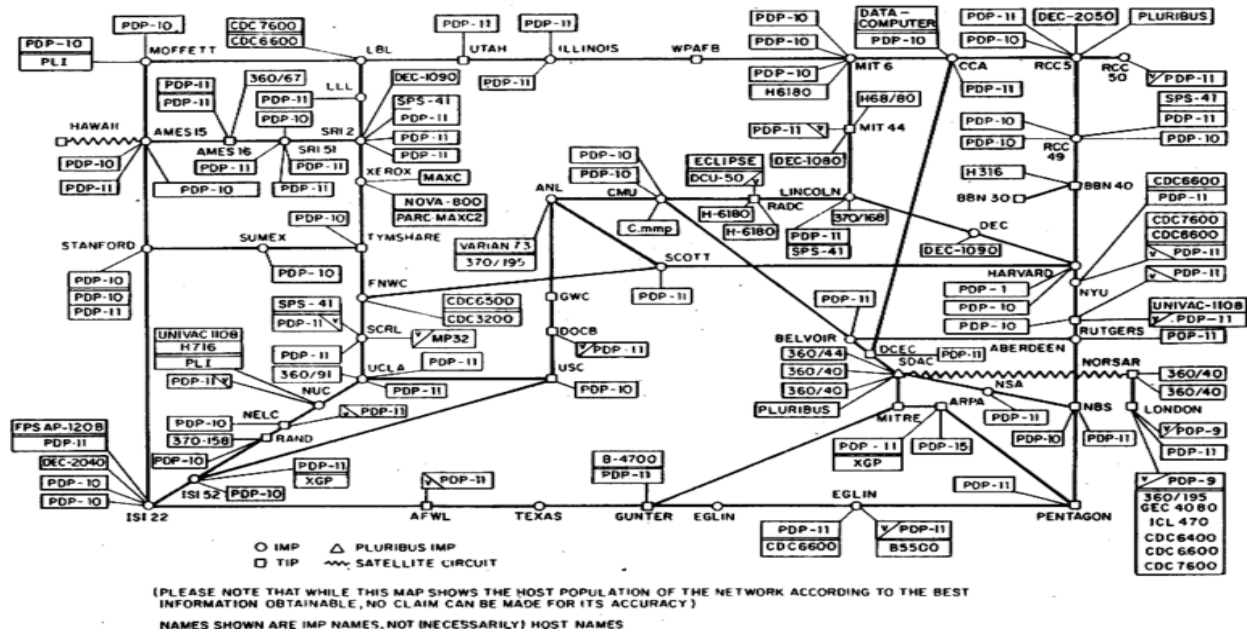 PDP-10
CDC7600
CDC6600
PDP-11
PDP-11
PDP-10
PDP-10
DATA-
COMPUTER
PDP-10
PDP-11
PDP-10
DEC-2050
PLURIBUS
PDP-10
PLI
MOFFETT
LBL
UTAH
ILLINOIS
WPAFB
MIT 6
CCA
RCC5
RCC
50
PDP-11
PDP-11
PDP-11
360/67
LLL
PDP-11
DEC-1090
PDP-11
PDP-10
H6180
PDP-11
SPS-41
PDP-11
PDP-10
HAWAII
AMES 15
AMES 16
PDP-10
SRI 51
SRI 2
SPS-41
PDP-11
PDP-11
PDP-11
PDP-11
H68/80
MIT 44
DEC-1080
PDP-10
PDP-10
RCC
49
PDP-10
PDP-11
PDP-10
PDP-11
PDP-11
XEROX
MAXC
NOVA-800
PARC-MAXC2
ANL
PDP-10
PDP-10
CMU
C.mmp
ECLIPSE
DCU-50
RADC
H-6180
H-6180
LINCOLN
370/168
PDP-11
SPS-41
H316
BBN 40
BBN 30
CDC6600
PDP-11
CDC7600
CDC6600
PDP-11
PDP-11
STANFORD
PDP-10
PDP-10
PDP-11
SUMEX
PDP-10
PDP-10
TYMSHARE
VARIAN 73
370/195
SCOTT
PDP-11
DEC
DEC-1090
HARVARD
PDP-1
PDP-10
PDP-10
NYU
FNWC
CDC6500
CDC3200
SPS-41
PDP-11
SCRL
MP32
PDP-11
360/91
GWC
DOCB
PDP-11
PDP-11
BELVOIR
DCEC
PDP-11
ABERDEEN
RUTGERS
UNIVAC-1108
PDP-11
PDP-11
UNIVAC 1108
H716
PLI
PDP-11
NUC
UCLA
PDP-11
PDP-11
USC
PDP-10
360/44
360/40
360/40
PLURIBUS
SDAC
MITRE
PDP-11
XGP
ARPA
PDP-15
NSA
PDP-11
NORSAR
360/40
360/40
NBS
PDP-10
PDP-11
LONDON
PDP-9
PDP-11
NELC
PDP-10
PDP-11
370-158
RAND
PDP-10
FPS AP-120B
PDP-11
DEC-2040
PDP-10
PDP-10
ISI 22
ISI 52
PDP-11
XGP
PDP-10
PDP-11
AFWL
TEXAS
B-4700
PDP-11
GUNTER
EGLIN
EGLIN
PDP-11
CDC6600
PDP-11
B5500
PDP-11
PENTAGON
PDP-9
360/195
GEC 4080
ICL 470
CDC6400
CDC6600
CDC7600
IMP
PLURIBUS IMP
TIP
SATELLITE CIRCUIT
(PLEASE NOTE THAT WHILE THIS MAP SHOWS THE HOST POPULATION OF THE NETWORK ACCORDING TO THE BEST
INFORMATION OBTAINABLE, NO CLAIM CAN BE MADE FOR ITS ACCURACY)
NAMES SHOWN ARE IMP NAMES, NOT (NECESSARILY) HOST NAMES